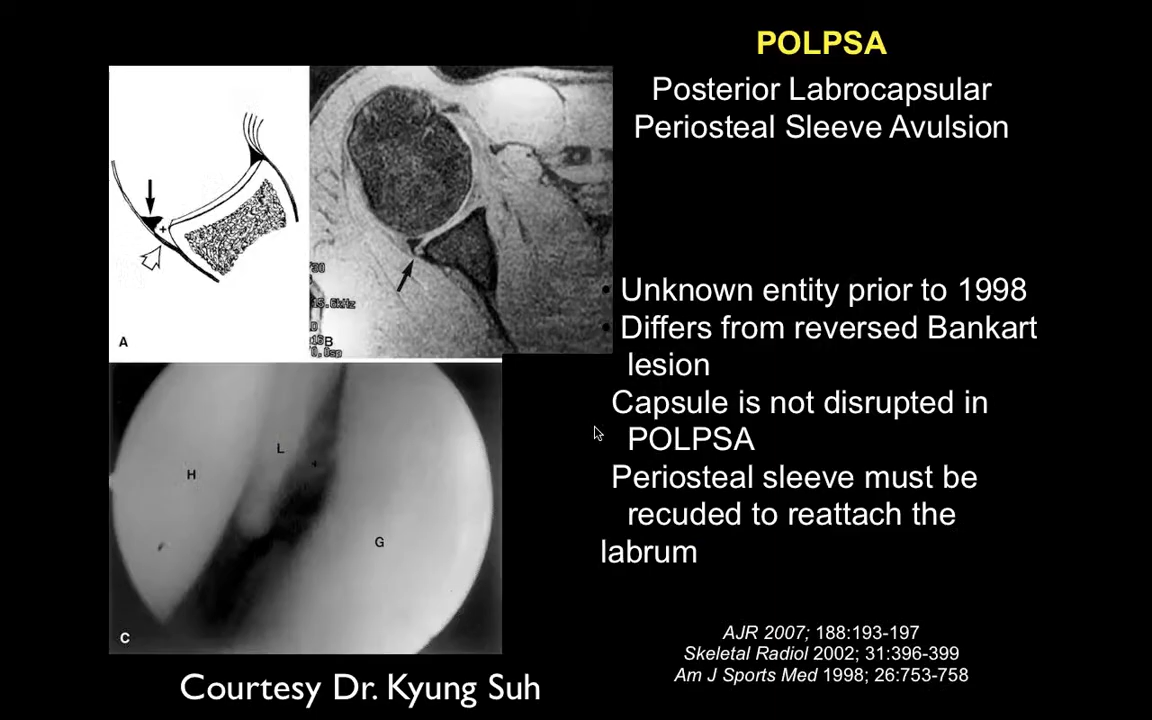 POLPSA
Posterior Labrocapsular
Periosteal Sleeve Avulsion
• Unknown entity prior to 1998
• Differs from reversed Bankart
lesion
Capsule is not disrupted in
POLPSA
Periosteal sleeve must be
recuded to reattach the
labrum
AJR 2007; 188:193-197
Skeletal Radiol 2002; 31:396-399
Am J Sports Med 1998; 26:753-758
A
B
15.6kHz
H
L
G
C
Courtesy Dr. Kyung Suh